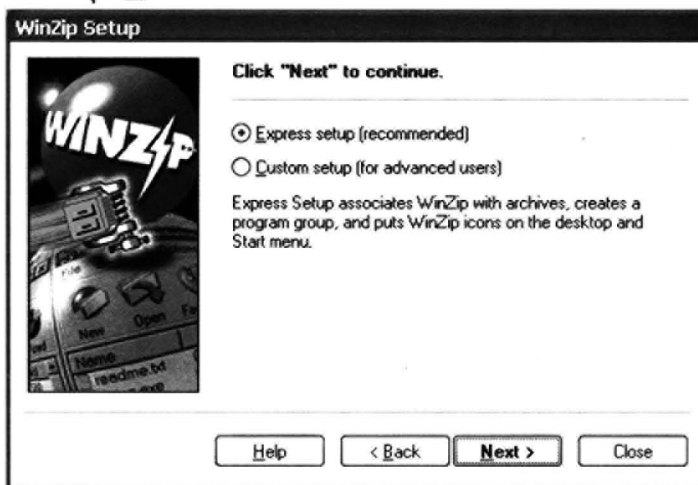 WinZip Setup
Click "Next" to continue.
WINZIP
Express setup (recommended)
Custom setup (for advanced users)
Express Setup associates WinZip with archives, creates a
program group, and puts WinZip icons on the desktop and
Start menu.
File
New
Open
Name
readme.txt
Help
< Back
Next >
Close